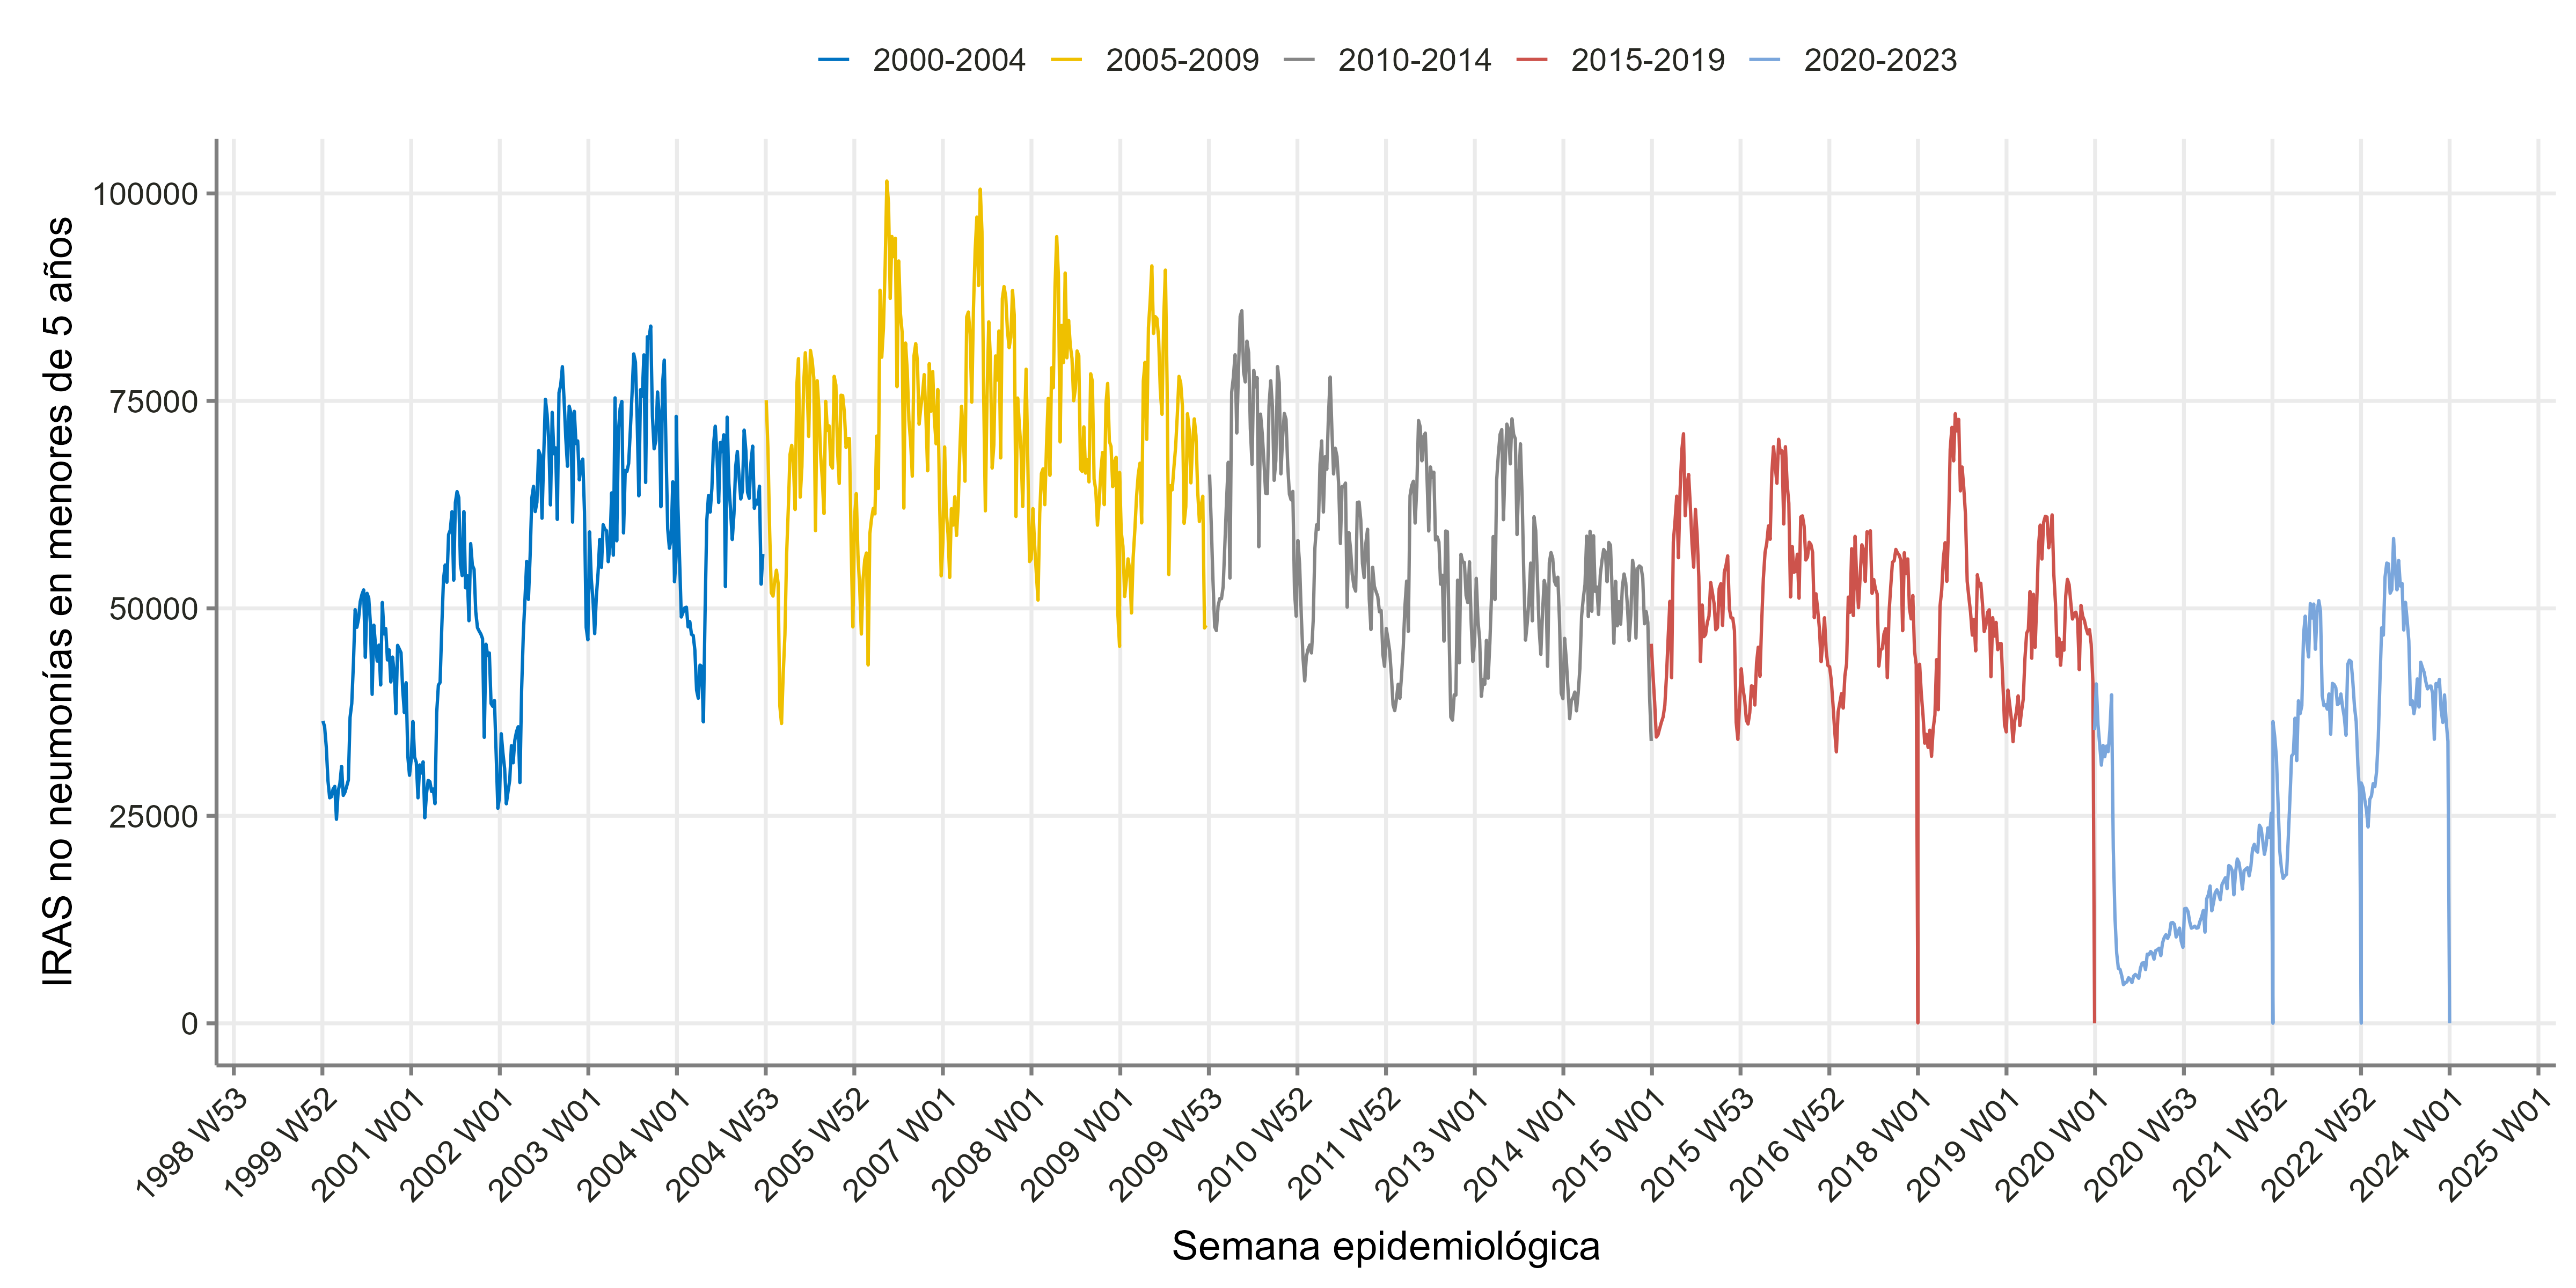 2000-2004 2005-2009 2010-2014 2015-2019 2020-2023
IRAS no neumonías en menores de 5 años
100000
75000
50000
25000
0
1998 W53 1999 W52 2001 W01 2002 W01 2003 W01 2004 W01 2004 W53 2005 W52 2007 W01 2008 W01 2009 W01 2009 W53 2010 W52 2011 W52 2013 W01 2014 W01 2015 W01 2015 W53 2016 W52 2018 W01 2019 W01 2020 W01 2020 W53 2021 W52 2022 W52 2024 W01 2025 W01
Semana epidemiológica